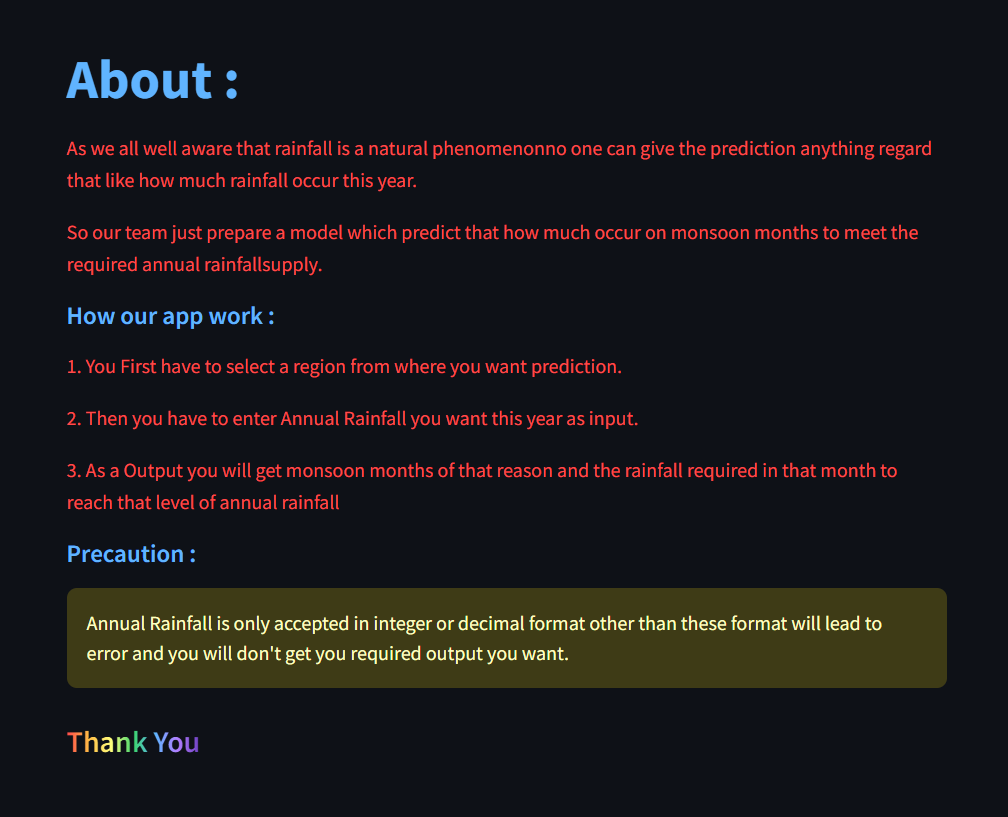 About :
As we all well aware that rainfall is a natural phenomenonno one can give the prediction anything regard
that like how much rainfall occur this year.
So our team just prepare a model which predict that how much occur on monsoon months to meet the
required annual rainfallsupply.
How our app work :
1. You First have to select a region from where you want prediction.
2. Then you have to enter Annual Rainfall you want this year as input.
3. As a Output you will get monsoon months of that reason and the rainfall required in that month to
reach that level of annual rainfall
Precaution :
Annual Rainfall is only accepted in integer or decimal format other than these format will lead to
error and you will don't get you required output you want.
Thank You